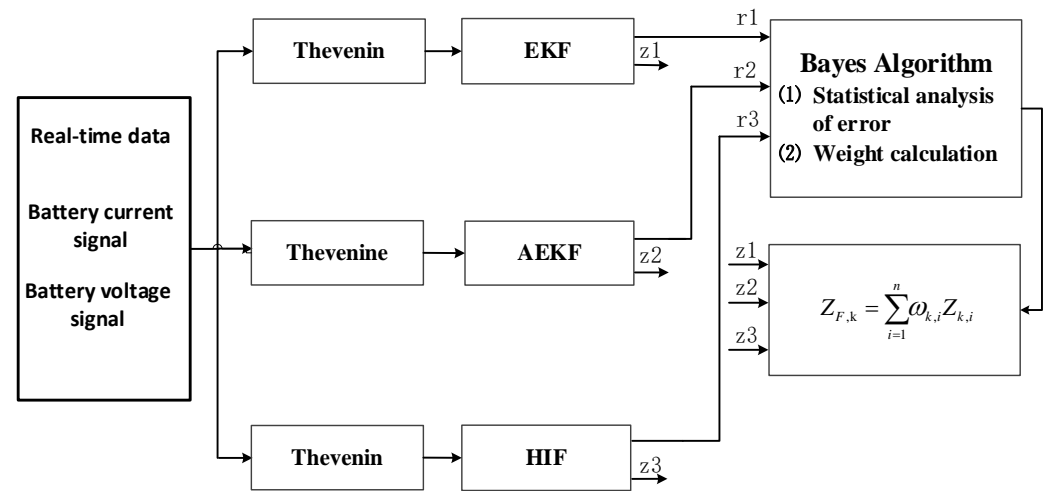 Real-time data
Battery current
signal
Battery voltage
signal
Thevenin
EKF
r1
z1
Thevenine
AEKF
r2
z2
Thevenin
HIF
r3
z3
Bayes Algorithm
(1) Statistical analysis
of error
(2) Weight calculation
z1
z2
z3
Z_{F,k} = \sum_{i=1}^{n} ω_{k,i} Z_{k,i}